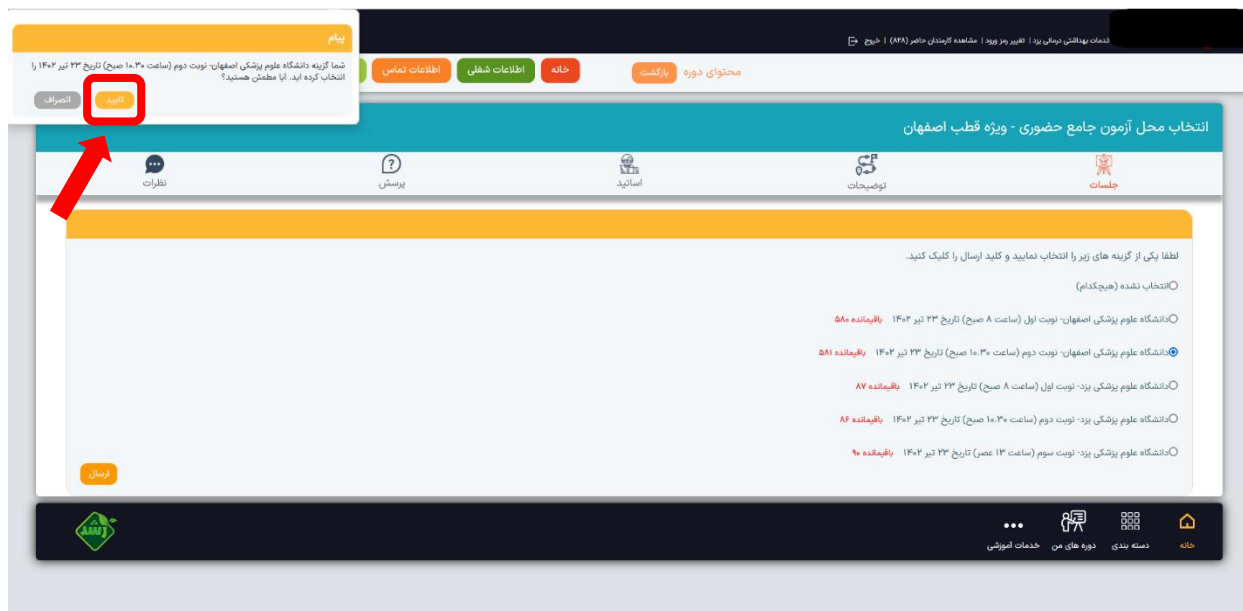 خدمات بهداشتی درمانی یزد | تغییر رمز ورود | مشاهده کارمندان حاضر (۸۲۸) | خروج
پیام
شما گزینه دانشگاه علوم پزشکی اصفهان- نوبت دوم (ساعت ۱۰.۳۰ صبح) تاریخ ۲۳ تیر ۱۴۰۲ را
انتخاب کرده اید. آیا مطمئن هستید؟
تایید
انصراف
محتوای دوره بازگشت خانه اطلاعات شغلی اطلاعات تماس
انتخاب محل آزمون جامع حضوری - ویژه قطب اصفهان
جلسات توضیحات اساتید پرسش نظرات
لطفا یکی از گزینه های زیر را انتخاب نمایید و کلید ارسال را کلیک کنید.
انتخاب نشده (هیچکدام)
دانشگاه علوم پزشکی اصفهان- نوبت اول (ساعت ۸ صبح) تاریخ ۲۳ تیر ۱۴۰۲ باقیمانده ۵۸۰
دانشگاه علوم پزشکی اصفهان- نوبت دوم (ساعت ۱۰.۳۰ صبح) تاریخ ۲۳ تیر ۱۴۰۲ باقیمانده ۵۸۱
دانشگاه علوم پزشکی یزد- نوبت اول (ساعت ۸ صبح) تاریخ ۲۳ تیر ۱۴۰۲ باقیمانده ۸۷
دانشگاه علوم پزشکی یزد- نوبت دوم (ساعت ۱۰.۳۰ صبح) تاریخ ۲۳ تیر ۱۴۰۲ باقیمانده ۸۶
دانشگاه علوم پزشکی یزد- نوبت سوم (ساعت ۱۳ عصر) تاریخ ۲۳ تیر ۱۴۰۲ باقیمانده ۹۰
ارسال
خانه دسته بندی دوره های من خدمات آموزشی
رشد